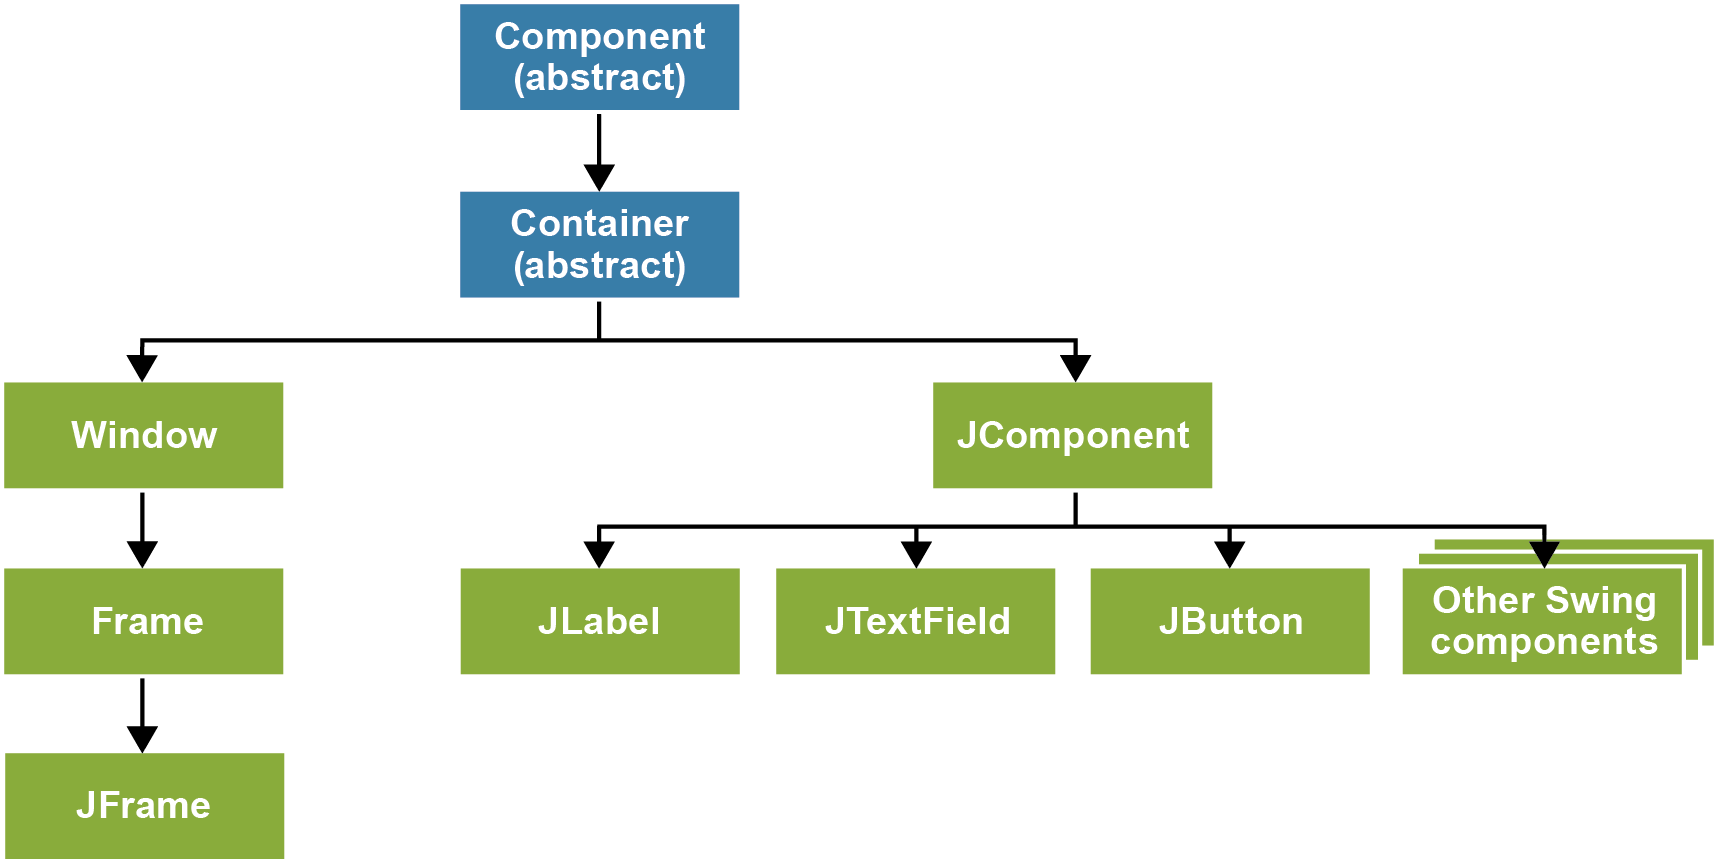 Component
(abstract)
Container
(abstract)
Window
JComponent
Frame
JLabel
JTextField
JButton
Other Swing
components
JFrame